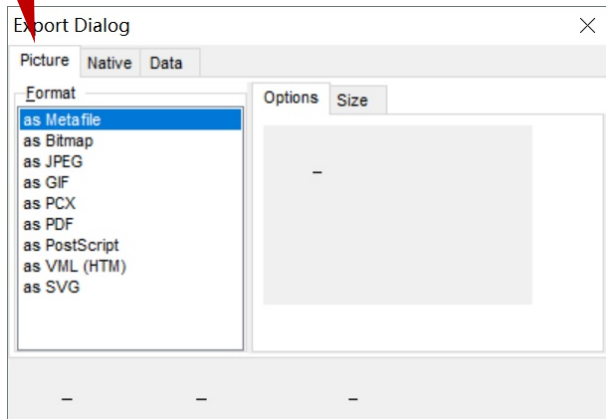 Export Dialog
Picture Native Data
Format
as Metafile
as Bitmap
as JPEG
as GIF
as PCX
as PDF
as PostScript
as VML (HTM)
as SVG
Options Size